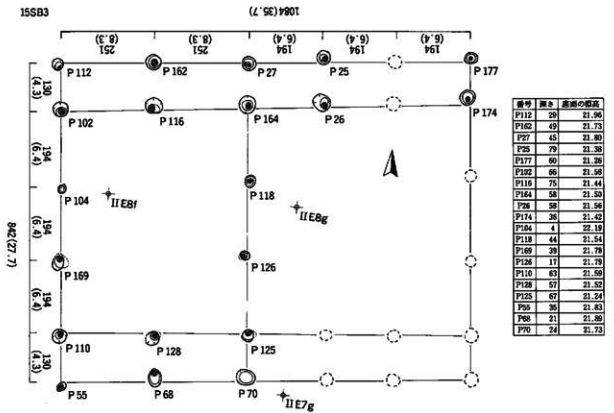 15SB3
1084(35.7)
251
(8.3)
251
(8.3)
194
(6.4)
194
(6.4)
194
(6.4)
P112
P162
P27
P25
P177
130
(4.3)
P102
P116
P164
P26
P174
194
(6.4)
P104
ⅡE8f
P118
ⅡE8g
842(27.7)
194
(6.4)
P169
P126
194
(6.4)
P110
P128
P125
130
(4.3)
P55
P68
P70
ⅡE7g
番号 深さ 底面の標高
P112 29 21.96
P162 49 21.73
P27 45 21.80
P25 79 21.38
P177 60 21.26
P102 66 21.58
P116 75 21.44
P164 58 21.50
P26 58 21.56
P174 36 21.42
P104 4 22.19
P118 44 21.54
P169 39 21.78
P126 17 21.79
P110 63 21.59
P128 57 21.52
P125 67 21.24
P55 35 21.83
P68 21 21.89
P70 24 21.73